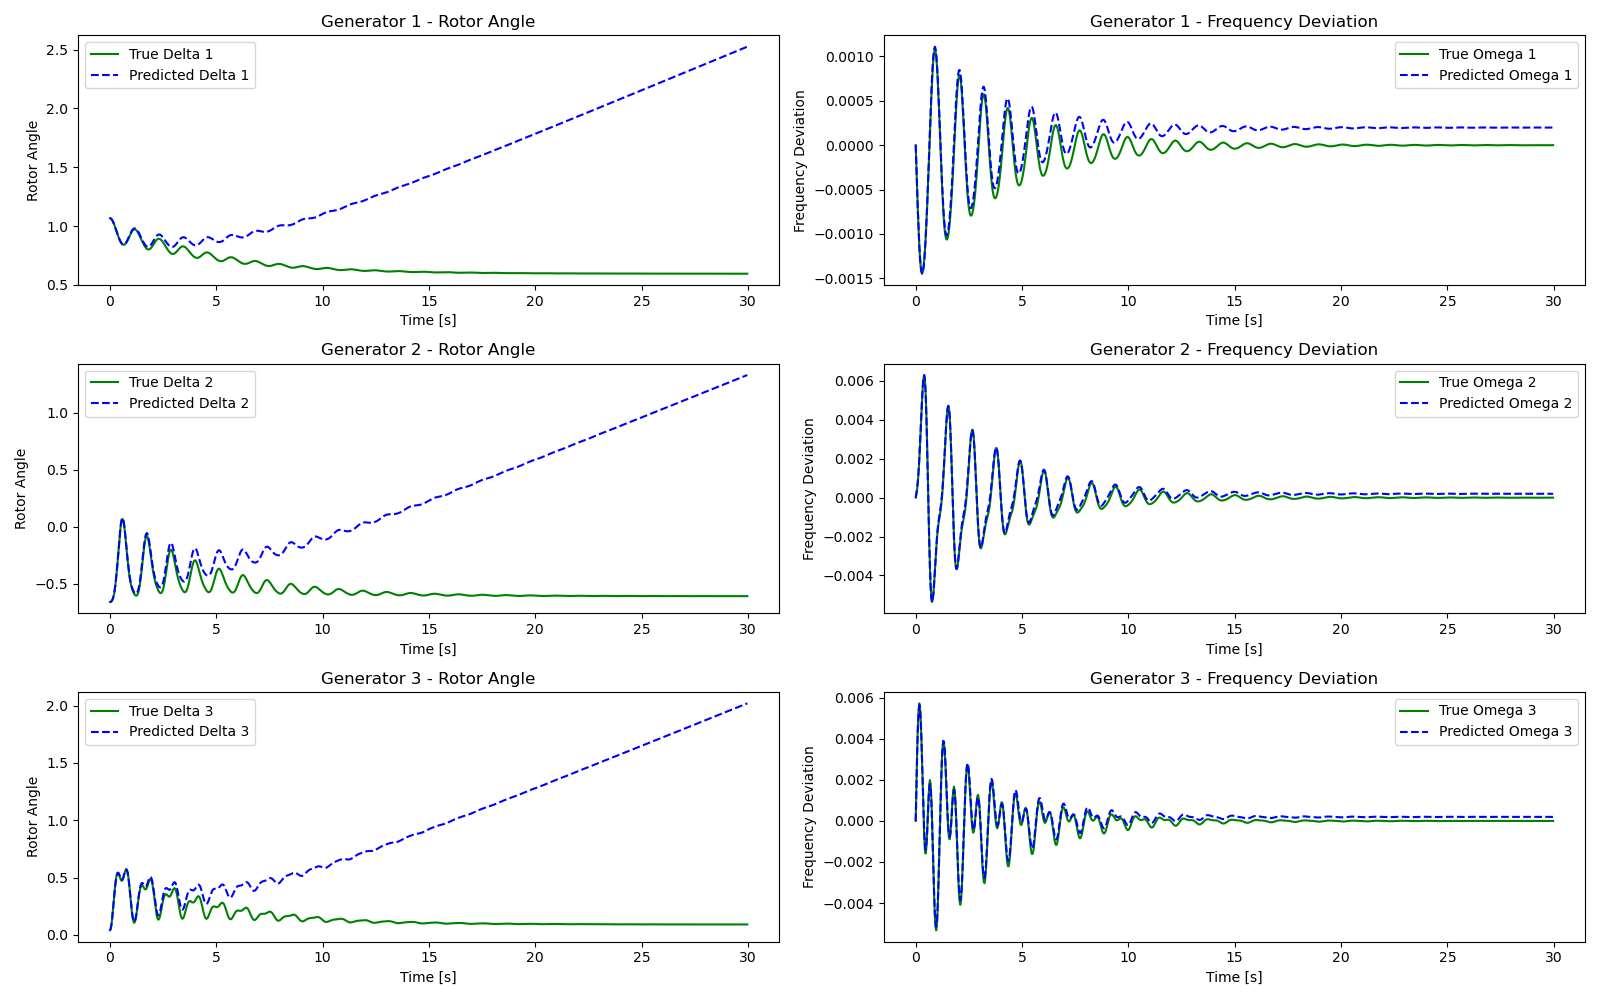 Generator 1 - Rotor Angle
True Delta 1
Predicted Delta 1
Rotor Angle
2.5
2.0
1.5
1.0
0.5
0 5 10 15 20 25 30
Time [s]
Generator 1 - Frequency Deviation
True Omega 1
Predicted Omega 1
Frequency Deviation
0.0010
0.0005
0.0000
−0.0005
−0.0010
−0.0015
0 5 10 15 20 25 30
Time [s]
Generator 2 - Rotor Angle
True Delta 2
Predicted Delta 2
Rotor Angle
1.0
0.5
0.0
−0.5
0 5 10 15 20 25 30
Time [s]
Generator 2 - Frequency Deviation
True Omega 2
Predicted Omega 2
Frequency Deviation
0.006
0.004
0.002
0.000
−0.002
−0.004
0 5 10 15 20 25 30
Time [s]
Generator 3 - Rotor Angle
True Delta 3
Predicted Delta 3
Rotor Angle
2.0
1.5
1.0
0.5
0.0
0 5 10 15 20 25 30
Time [s]
Generator 3 - Frequency Deviation
True Omega 3
Predicted Omega 3
Frequency Deviation
0.006
0.004
0.002
0.000
−0.002
−0.004
0 5 10 15 20 25 30
Time [s]